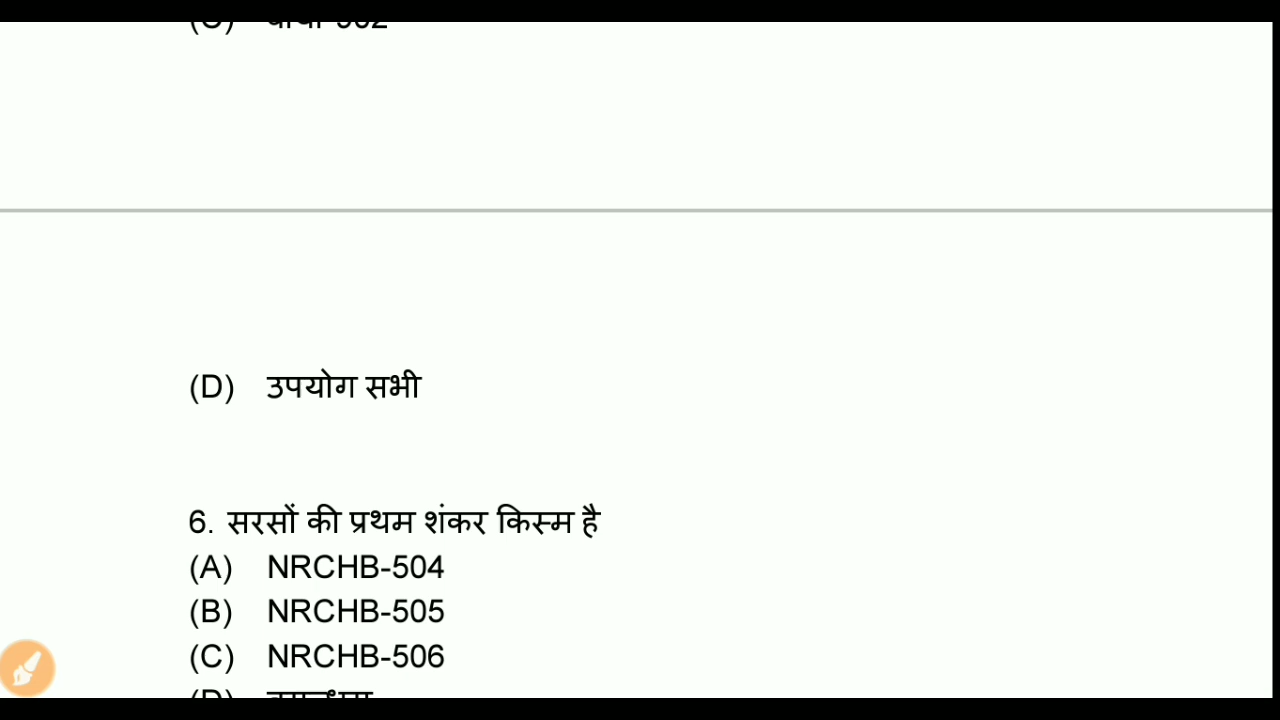 (D) उपयोग सभी
6. सरसों की प्रथम शंकर किस्म है
(A) NRCHB-504
(B) NRCHB-505
(C) NRCHB-506
(D)